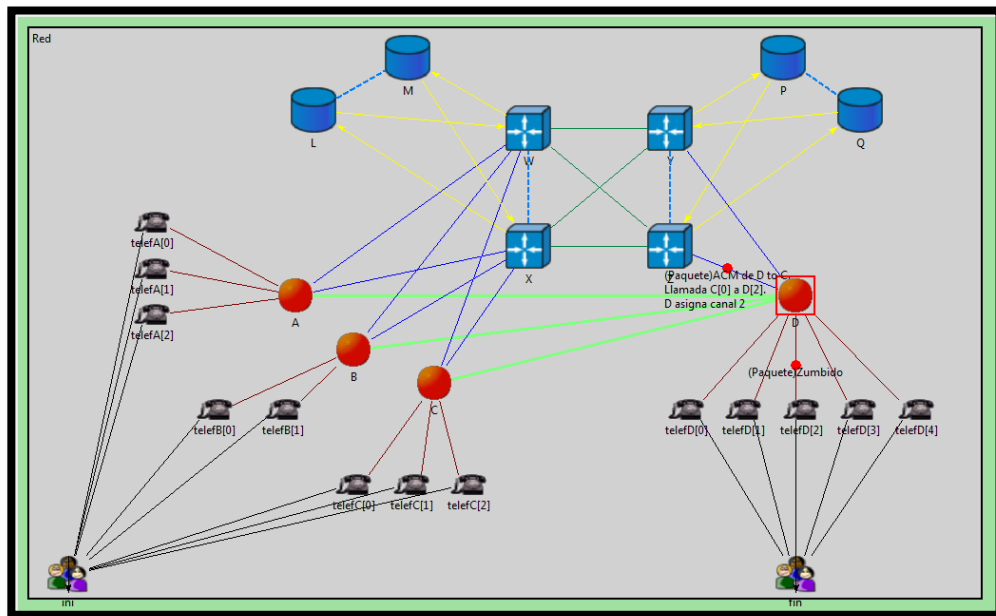 Red
M
P
L
Q
W
Y
telefA[0]
X
Z
(Paquete)ACM de D to C.
Llamada C[0] a D[2].
D asigna canal 2
telefA[1]
A
D
telefA[2]
B
(Paquete)Zumbido
C
telefB[0]
telefB[1]
telefD[0]
telefD[1]
telefD[2]
telefD[3]
telefD[4]
telefC[0]
telefC[1]
telefC[2]
ini
fin